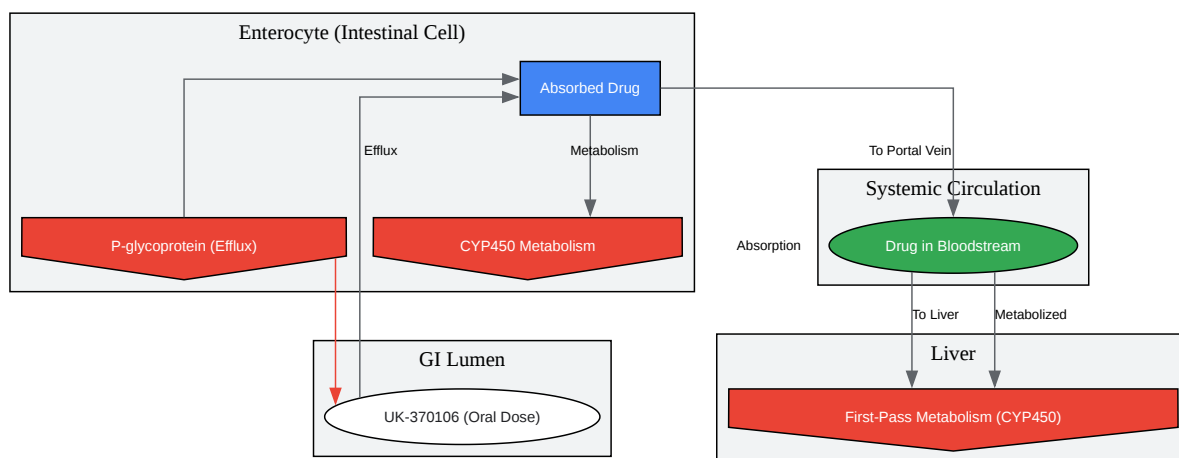 Enterocyte (Intestinal Cell)
Absorbed Drug
Efflux
Metabolism
To Portal Vein
Systemic Circulation
P-glycoprotein (Efflux)
CYP450 Metabolism
Absorption
Drug in Bloodstream
To Liver
Metabolized
GI Lumen
Liver
UK-370106 (Oral Dose)
First-Pass Metabolism (CYP450)